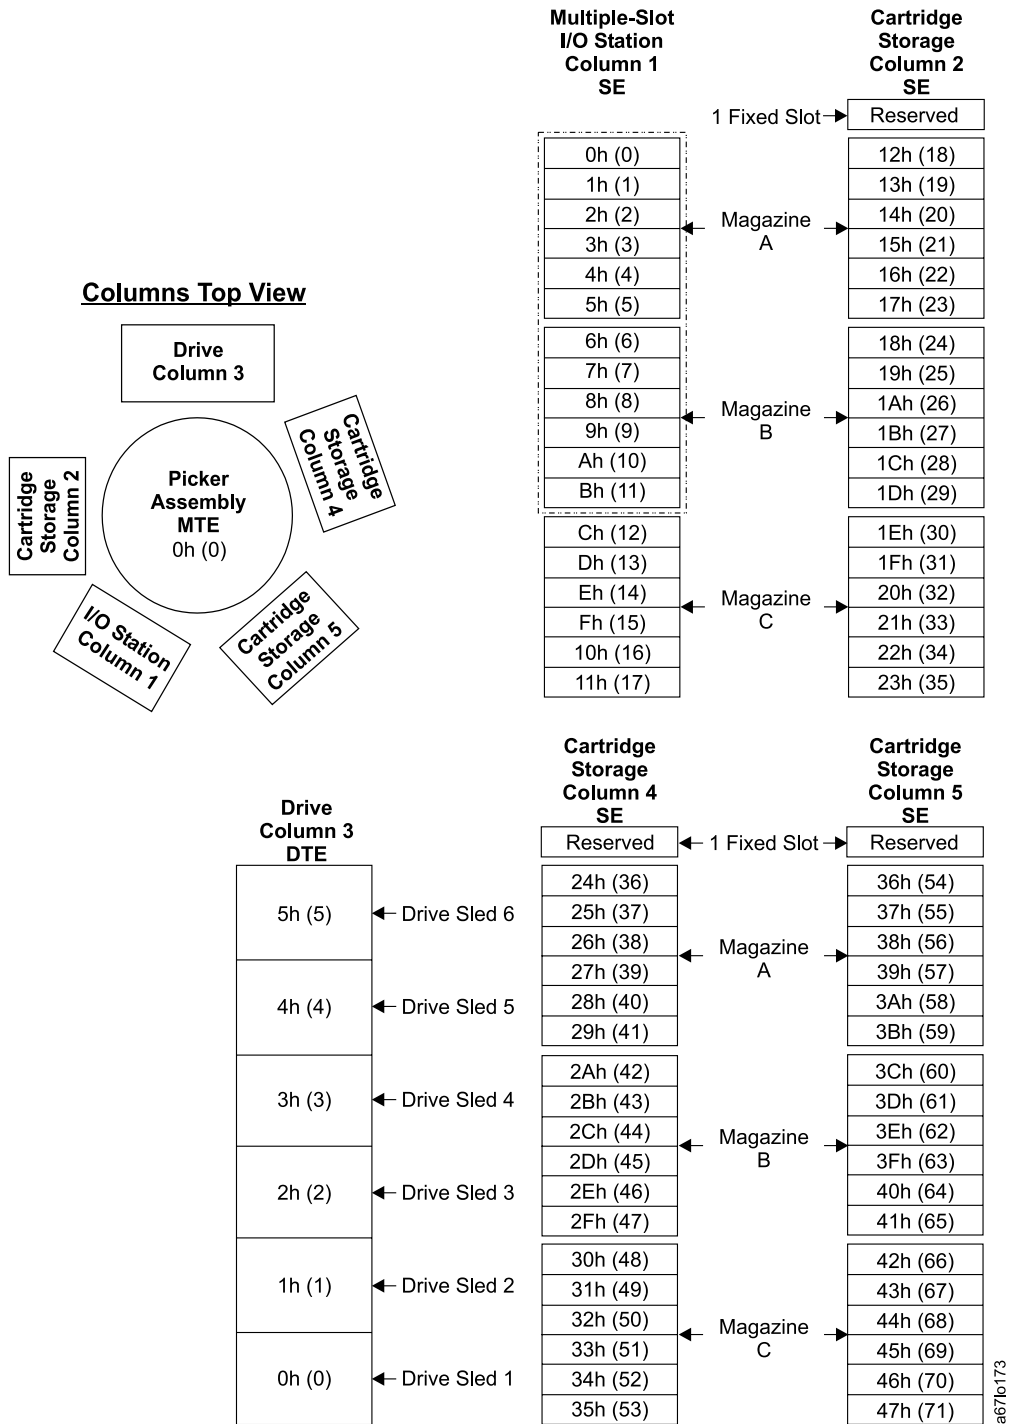 Multiple-Slot
I/O Station
Column 1
SE
Cartridge
Storage
Column 2
SE
1 Fixed Slot
Reserved
0h (0)
1h (1)
2h (2)
3h (3)
4h (4)
5h (5)
6h (6)
7h (7)
8h (8)
9h (9)
Ah (10)
Bh (11)
Ch (12)
Dh (13)
Eh (14)
Fh (15)
10h (16)
11h (17)
Magazine
A
Magazine
B
Magazine
C
12h (18)
13h (19)
14h (20)
15h (21)
16h (22)
17h (23)
18h (24)
19h (25)
1Ah (26)
1Bh (27)
1Ch (28)
1Dh (29)
1Eh (30)
1Fh (31)
20h (32)
21h (33)
22h (34)
23h (35)
Columns Top View
Drive
Column 3
Cartridge
Storage
Column 4
Cartridge
Storage
Column 2
Picker
Assembly
MTE
0h (0)
I/O Station
Column 1
Cartridge
Storage
Column 5
Drive
Column 3
DTE
5h (5)
4h (4)
3h (3)
2h (2)
1h (1)
0h (0)
Drive Sled 6
Drive Sled 5
Drive Sled 4
Drive Sled 3
Drive Sled 2
Drive Sled 1
Cartridge
Storage
Column 4
SE
Reserved
24h (36)
25h (37)
26h (38)
27h (39)
28h (40)
29h (41)
2Ah (42)
2Bh (43)
2Ch (44)
2Dh (45)
2Eh (46)
2Fh (47)
30h (48)
31h (49)
32h (50)
33h (51)
34h (52)
35h (53)
1 Fixed Slot
Magazine
A
Magazine
B
Magazine
C
Cartridge
Storage
Column 5
SE
Reserved
36h (54)
37h (55)
38h (56)
39h (57)
3Ah (58)
3Bh (59)
3Ch (60)
3Dh (61)
3Eh (62)
3Fh (63)
40h (64)
41h (65)
42h (66)
43h (67)
44h (68)
45h (69)
46h (70)
47h (71)
a67lo173